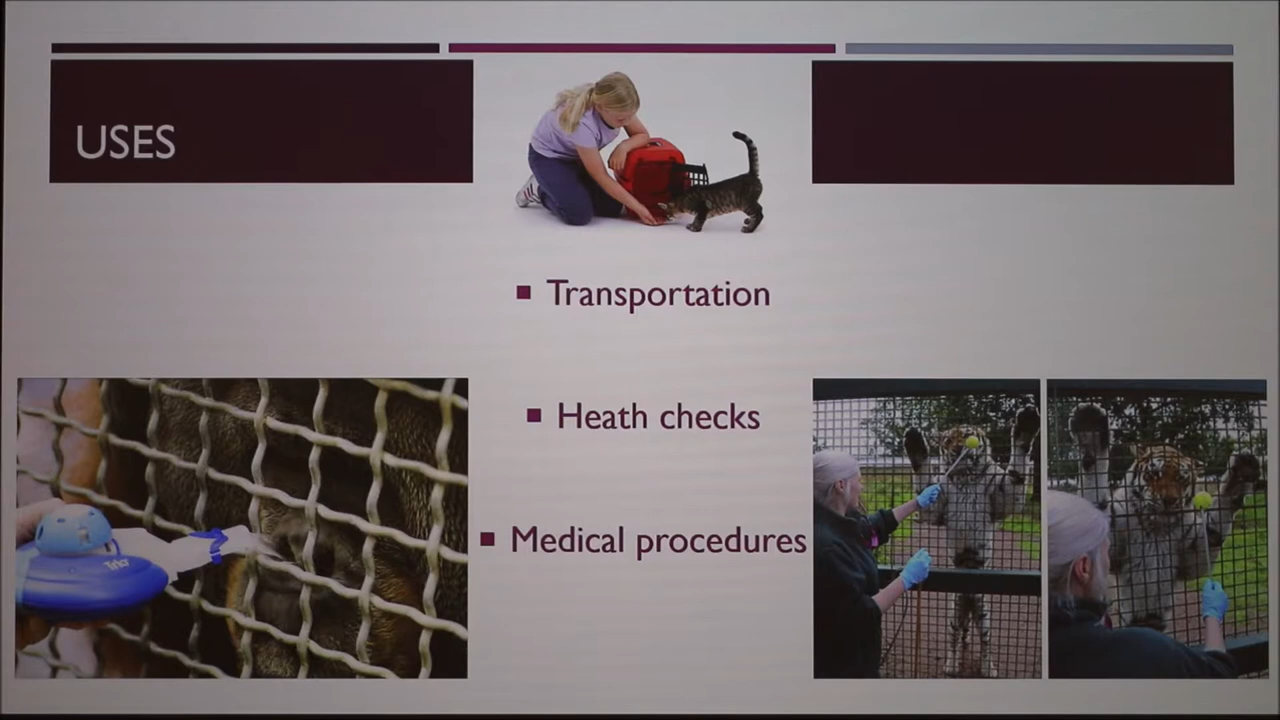 USES
Transportation
Heath checks
Medical procedures